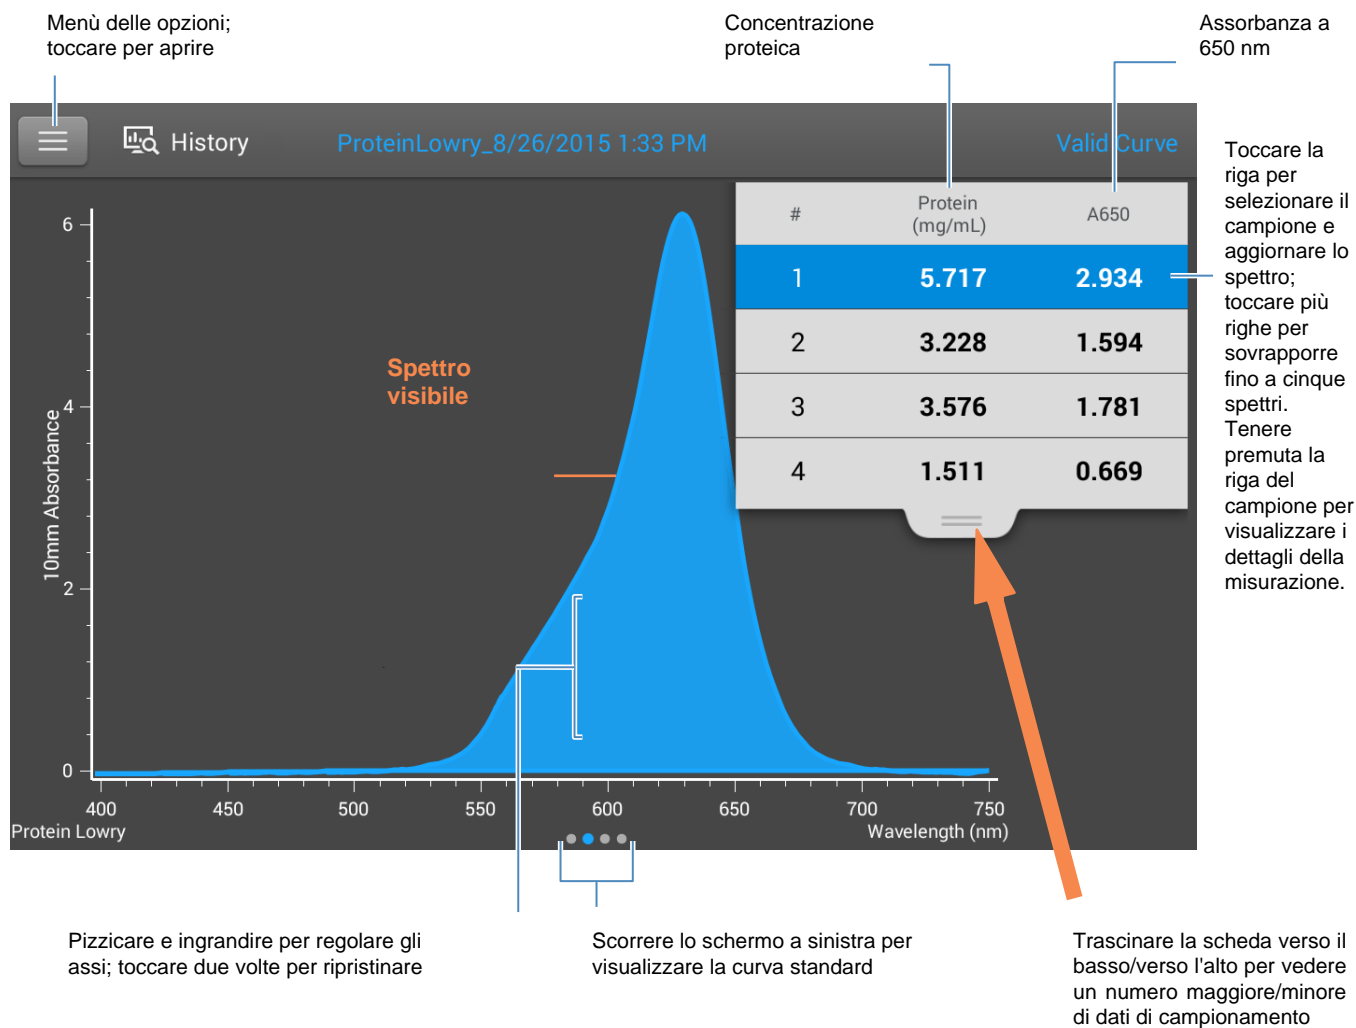 Menù delle opzioni;
toccare per aprire
Concentrazione
proteica
Assorbanza a
650 nm
History
ProteinLowry_8/26/2015 1:33 PM
Valid Curve
# Protein (mg/mL) A650
1 5.717 2.934
2 3.228 1.594
3 3.576 1.781
4 1.511 0.669
Toccare la
riga per
selezionare il
campione e
aggiornare lo
spettro;
toccare più
righe per
sovrapporre
fino a cinque
spettri.
Tenere
premuta la
riga del
campione per
visualizzare i
dettagli della
misurazione.
Spettro
visibile
10mm Absorbance
6
4
2
0
400 450 500 550 600 650 700 750
Protein Lowry
Wavelength (nm)
Pizzicare e ingrandire per regolare gli
assi; toccare due volte per ripristinare
Scorrere lo schermo a sinistra per
visualizzare la curva standard
Trascinare la scheda verso il
basso/verso l'alto per vedere
un numero maggiore/minore
di dati di campionamento